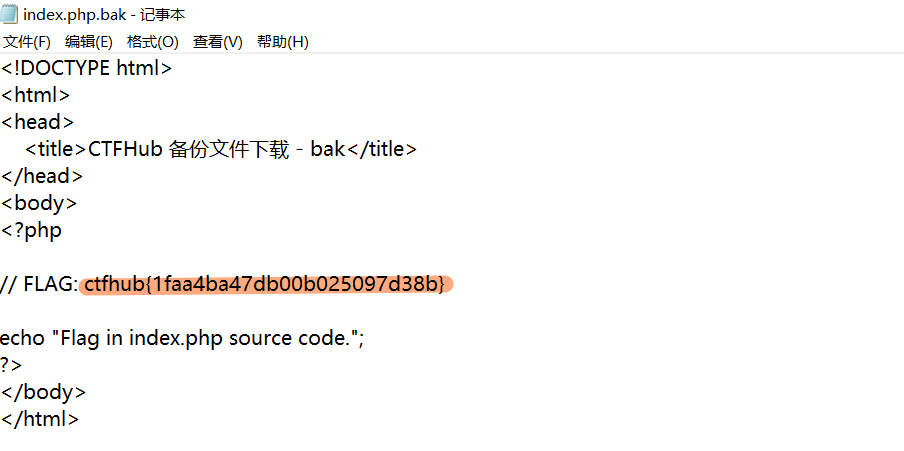 index.php.bak - 记事本
文件(F) 编辑(E) 格式(O) 查看(V) 帮助(H)
<!DOCTYPE html>
<html>
<head>
    <title>CTFHub 备份文件下载 - bak</title>
</head>
<body>
<?php

// FLAG: ctfhub{1faa4ba47db00b025097d38b}

echo "Flag in index.php source code.";
?>
</body>
</html>